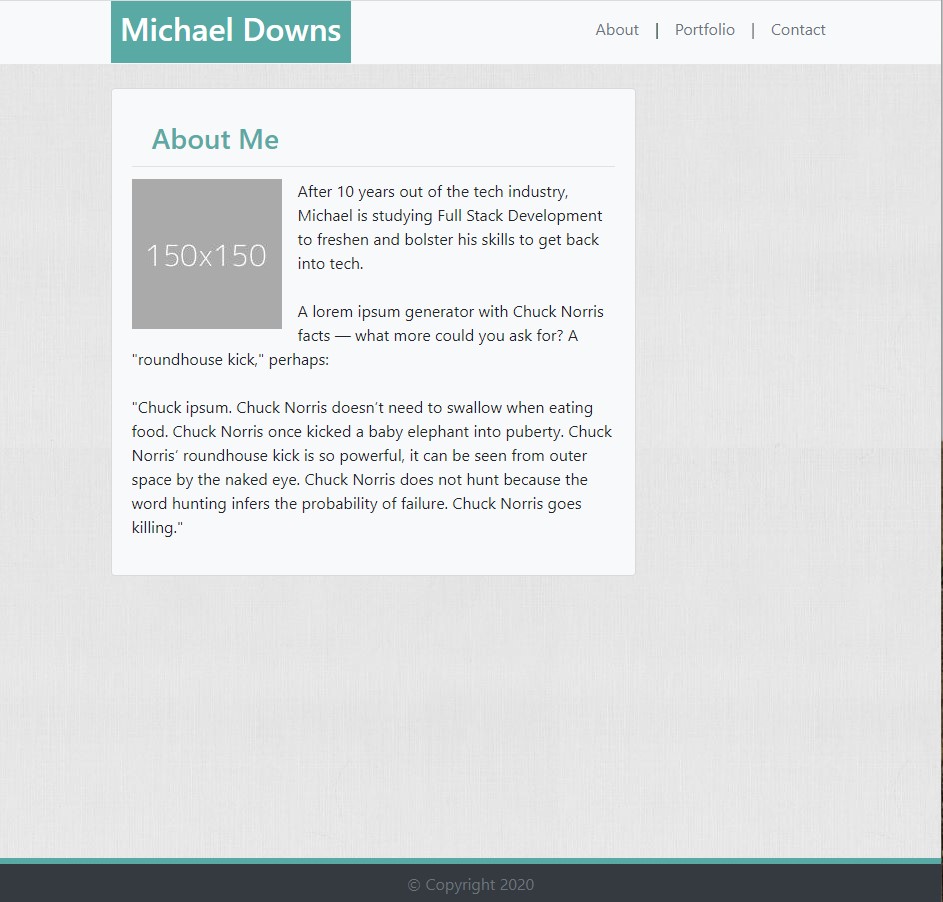 Michael Downs
About | Portfolio | Contact
About Me
150x150
After 10 years out of the tech industry,
Michael is studying Full Stack Development
to freshen and bolster his skills to get back
into tech.
A lorem ipsum generator with Chuck Norris
facts — what more could you ask for? A
"roundhouse kick," perhaps:
"Chuck ipsum. Chuck Norris doesn’t need to swallow when eating
food. Chuck Norris once kicked a baby elephant into puberty. Chuck
Norris’ roundhouse kick is so powerful, it can be seen from outer
space by the naked eye. Chuck Norris does not hunt because the
word hunting infers the probability of failure. Chuck Norris goes
killing."
© Copyright 2020